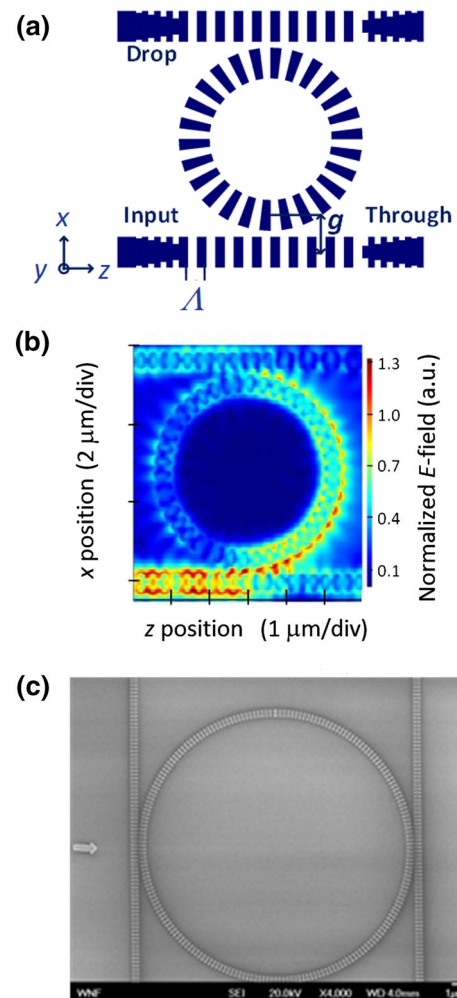 (a)
Drop
Input
g
Through
x
y
z
Λ
(b)
x position (2 μm/div)
1.3
1.0
0.7
0.4
0.1
Normalized E-field (a.u.)
z position (1 μm/div)
(c)
WNF SEI 20.0kV X4,000 WD 4.0mm 1μ